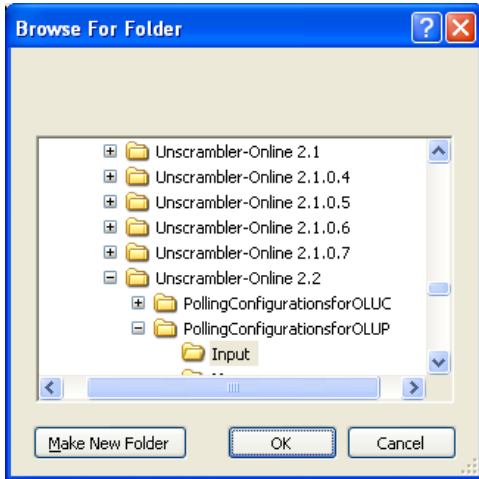 Browse For Folder
Unscrambler-Online 2.1
Unscrambler-Online 2.1.0.4
Unscrambler-Online 2.1.0.5
Unscrambler-Online 2.1.0.6
Unscrambler-Online 2.1.0.7
Unscrambler-Online 2.2
PollingConfigurationsforOLUC
PollingConfigurationsforOLUP
Input
Make New Folder OK Cancel